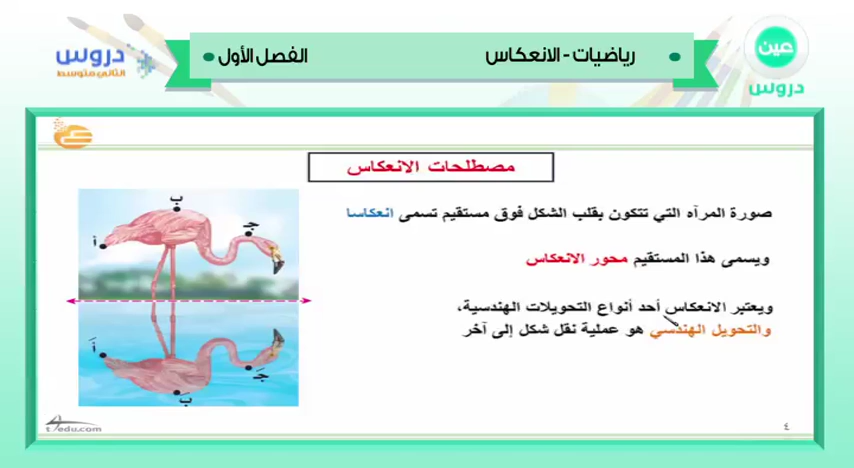 عين
دروس
رياضيات - الانعكاس
الفصل الأول
دروس
الثاني متوسط
مصطلحات الانعكاس
صورة المرآه التي تتكون بقلب الشكل فوق مستقيم تسمى انعكاسا
ويسمى هذا المستقيم محور الانعكاس
ويعتبر الانعكاس أحد أنواع التحويلات الهندسية،
والتحويل الهندسي هو عملية نقل شكل إلى آخر
ب
جـ
أ
أَ
جـَ
بَ
t4edu.com
٤